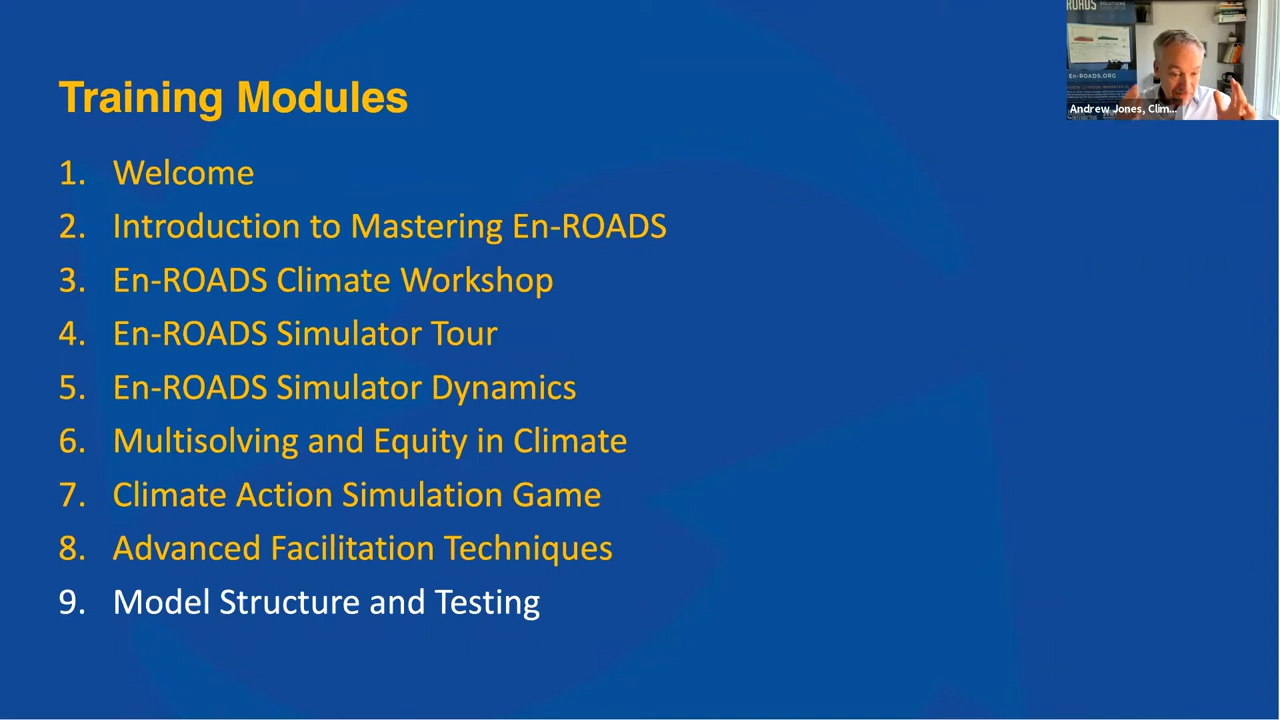 Training Modules
1. Welcome
2. Introduction to Mastering En-ROADS
3. En-ROADS Climate Workshop
4. En-ROADS Simulator Tour
5. En-ROADS Simulator Dynamics
6. Multisolving and Equity in Climate
7. Climate Action Simulation Game
8. Advanced Facilitation Techniques
9. Model Structure and Testing
En-ROADS.ORG
Andrew Jones, Clim...